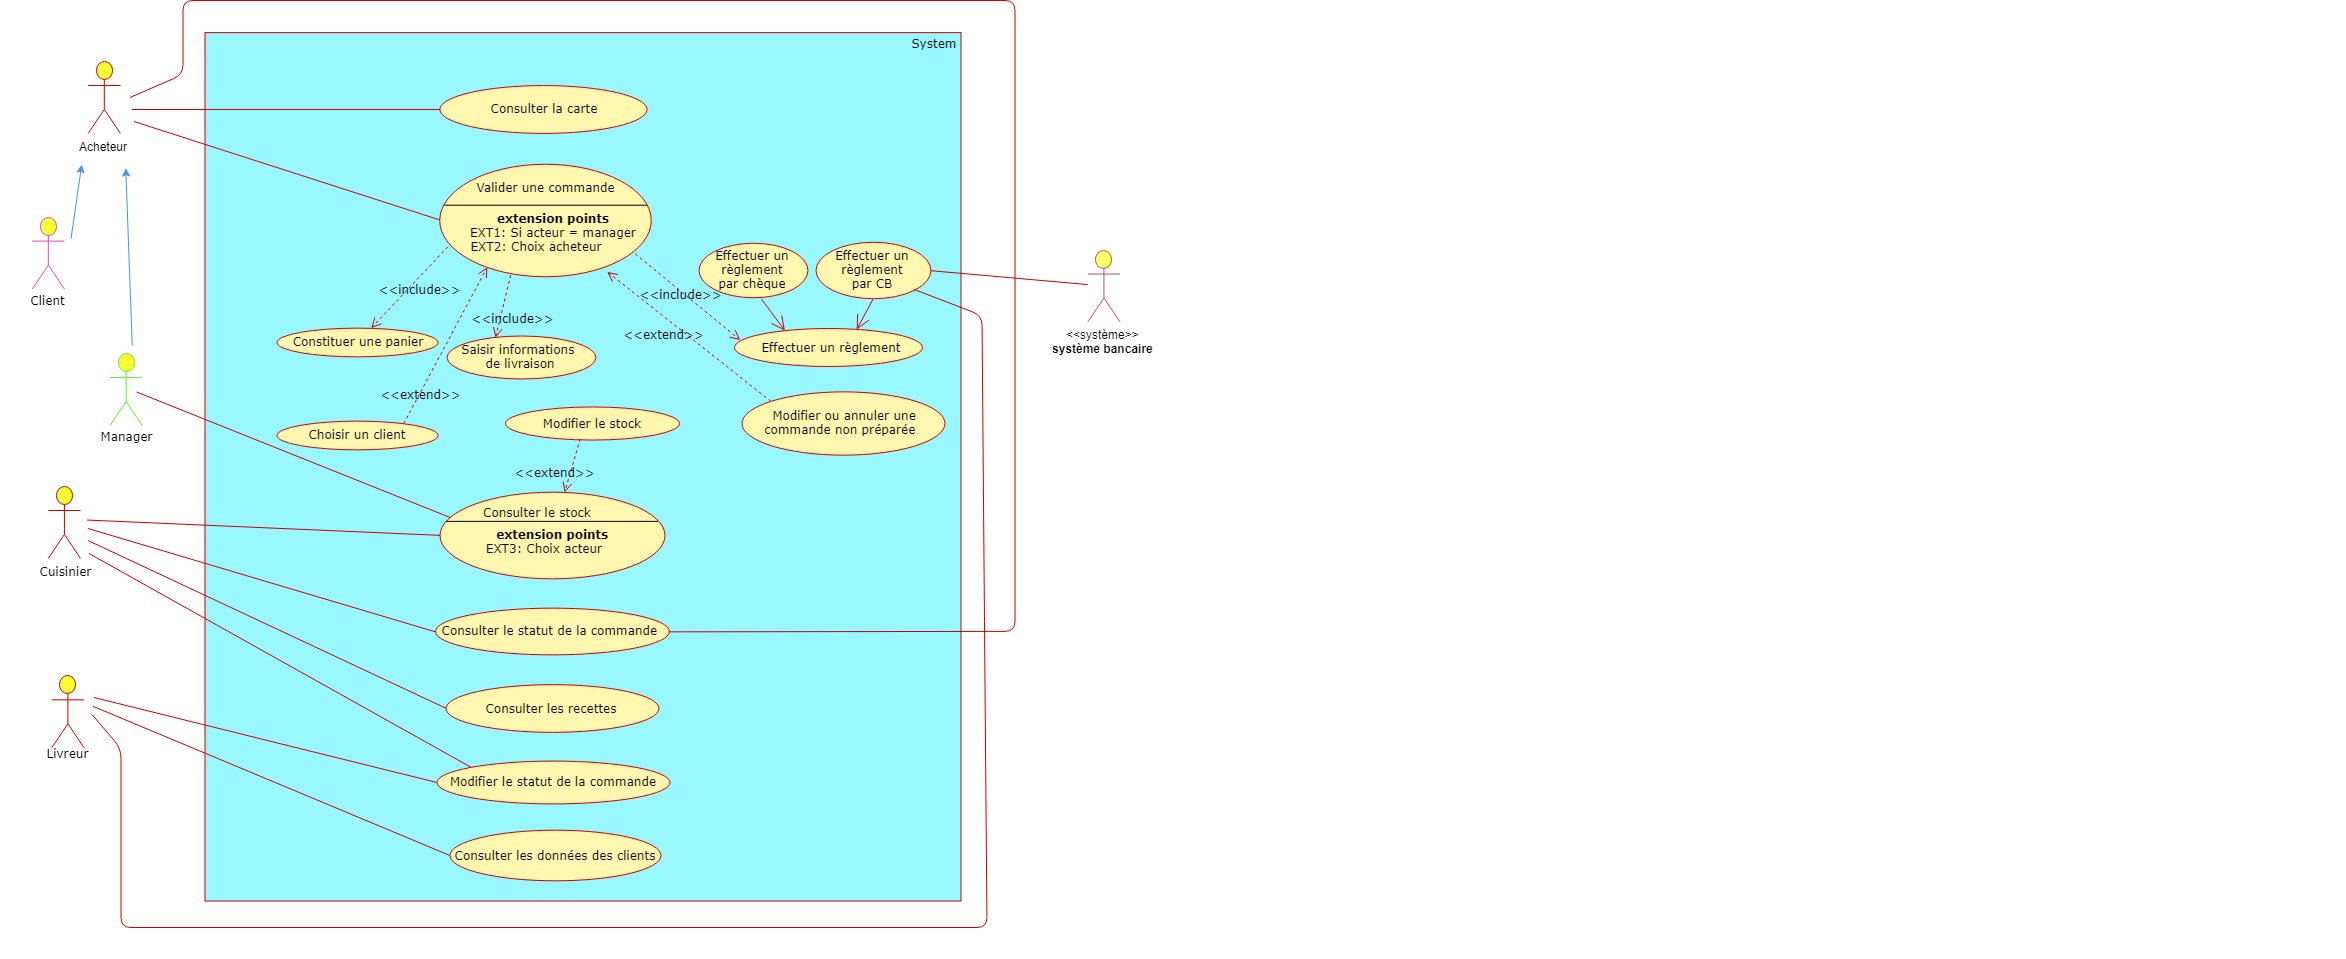 System
Consulter la carte
Acheteur
Valider une commande
extension points
EXT1: Si acteur = manager
EXT2: Choix acheteur
Effectuer un
règlement
par chèque
Effectuer un
règlement
par CB
Client
<<include>>
<<include>>
<<include>>
<<extend>>
<<système>>
système bancaire
Constituer une panier
Saisir informations
de livraison
Effectuer un règlement
<<extend>>
Manager
Choisir un client
Modifier le stock
Modifier ou annuler une
commande non préparée
<<extend>>
Consulter le stock
extension points
EXT3: Choix acteur
Cuisinier
Consulter le statut de la commande
Consulter les recettes
Livreur
Modifier le statut de la commande
Consulter les données des clients